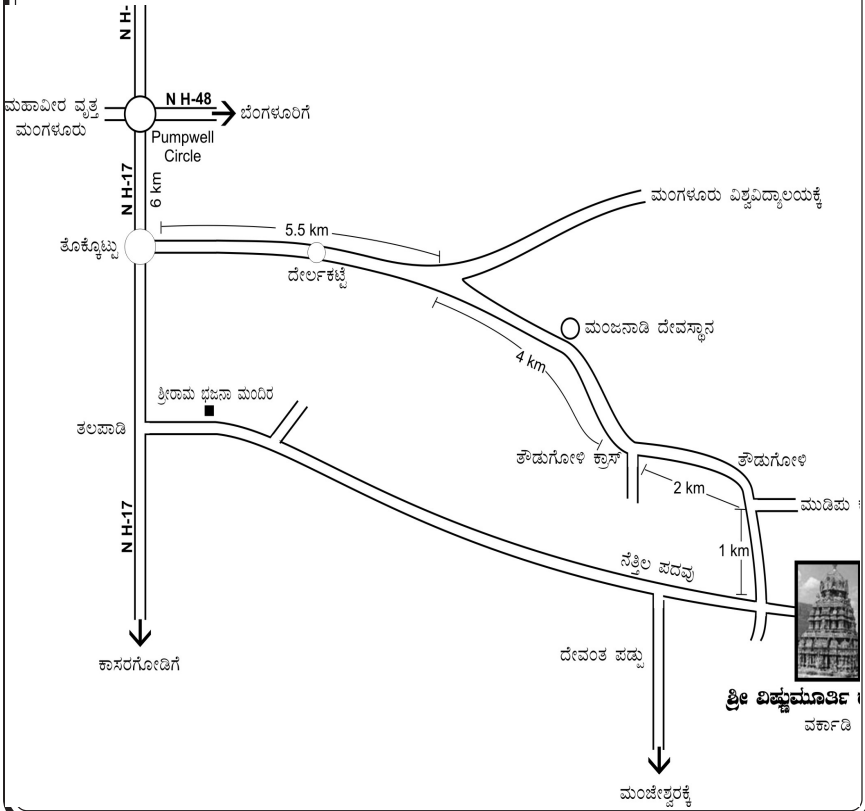 N H-
ಮಹಾವೀರ ವೃತ್ತ
ಮಂಗಳೂರು
N H-48
ಬೆಂಗಳೂರಿಗೆ
Pumpwell
Circle
N H-17
6 km
ಮಂಗಳೂರು ವಿಶ್ವವಿದ್ಯಾಲಯಕ್ಕೆ
5.5 km
ತೊಕ್ಕೊಟ್ಟು
ದೇರ್ಲಕಟ್ಟೆ
ಮಂಜನಾಡಿ ದೇವಸ್ಥಾನ
4 km
ಶ್ರೀರಾಮ ಭಜನಾ ಮಂದಿರ
ತಲಪಾಡಿ
ತೌಡುಗೋಳಿ ಕ್ರಾಸ್
ತೌಡುಗೋಳಿ
2 km
ಮುಡಿಪು
N H-17
1 km
ನೆತ್ತಿಲ ಪದವು
ದೇವಂತ ಪಡ್ಪು
ಕಾಸರಗೋಡಿಗೆ
ಶ್ರೀ ವಿಷ್ಣುಮೂರ್ತಿ
ವರ್ಕಾಡಿ
ಮಂಜೇಶ್ವರಕ್ಕೆ